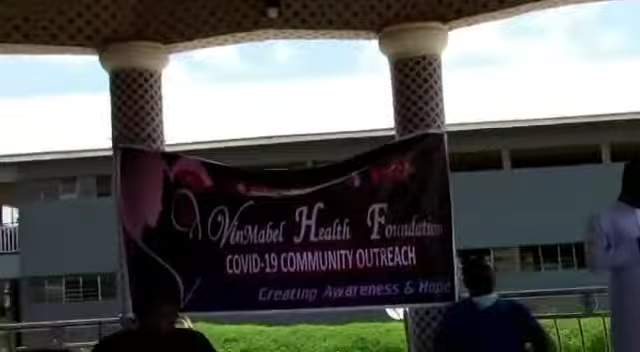 VinMabel Health Foundation
COVID-19 COMMUNITY OUTREACH
Creating Awareness & Hope